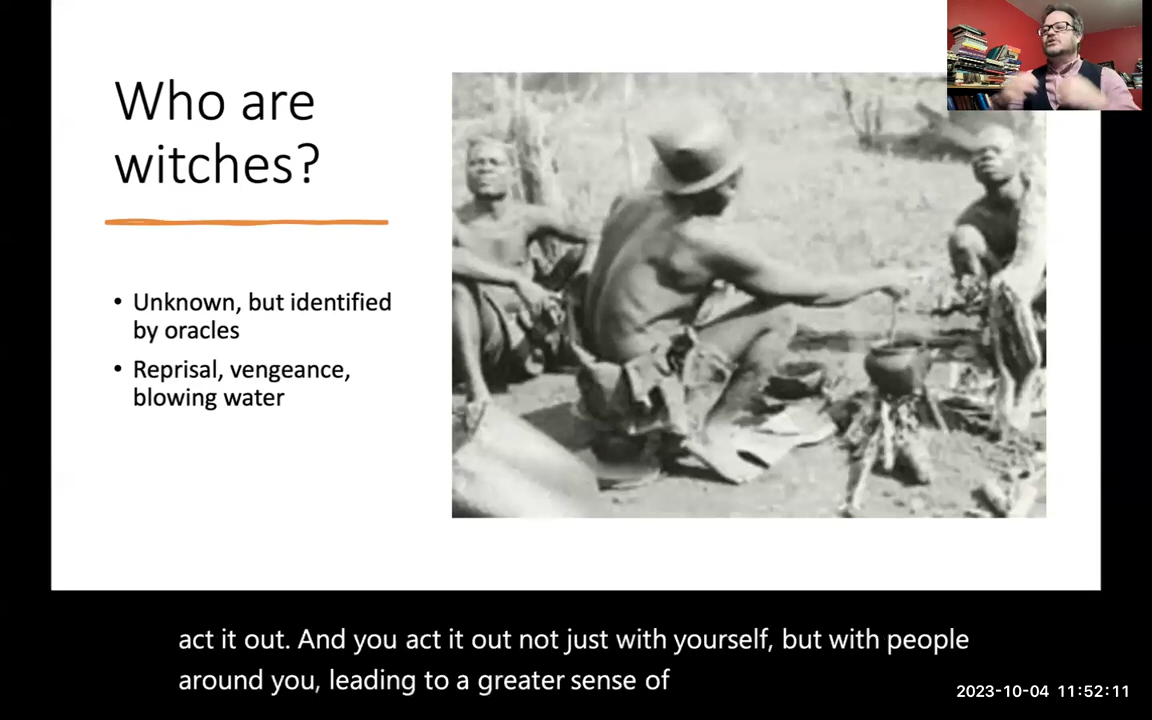 Who are
witches?
• Unknown, but identified
by oracles
• Reprisal, vengeance,
blowing water
act it out. And you act it out not just with yourself, but with people
around you, leading to a greater sense of
2023-10-04 11:52:11